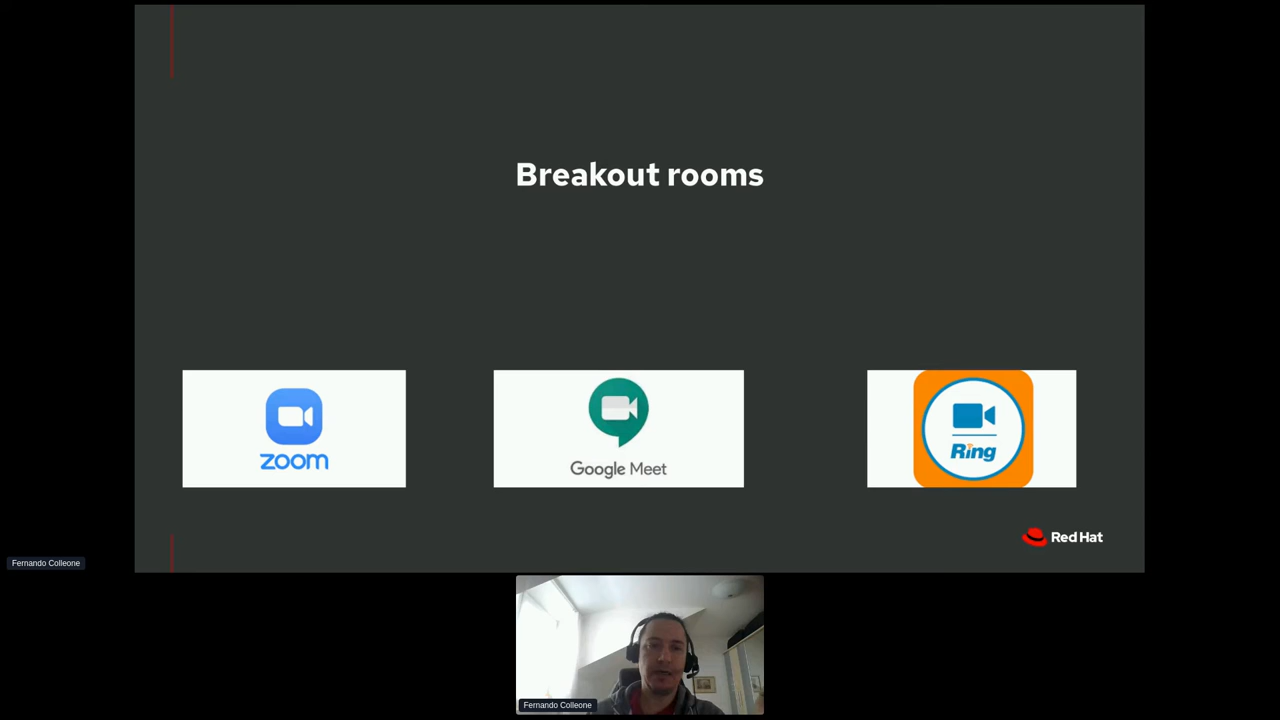 Breakout rooms
zoom
Google Meet
Ring
Red Hat
Fernando Colleone
Fernando Colleone